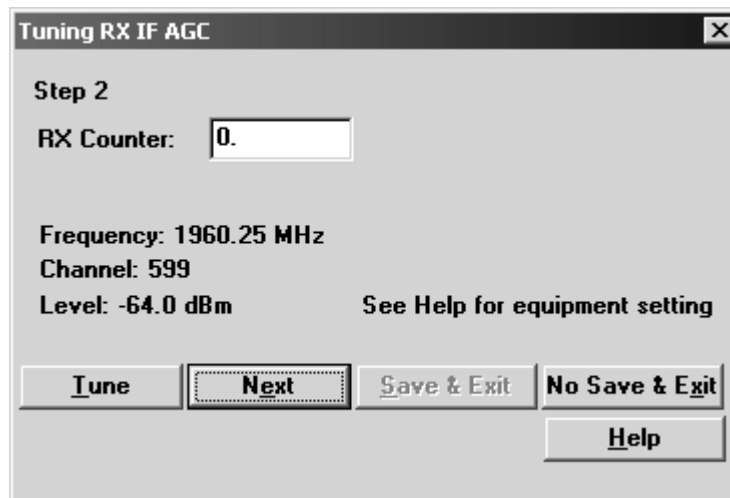 Tuning RX IF AGC
Step 2
RX Counter: 0.
Frequency: 1960.25 MHz
Channel: 599
Level: -64.0 dBm See Help for equipment setting
Tune Next Save & Exit No Save & Exit
Help